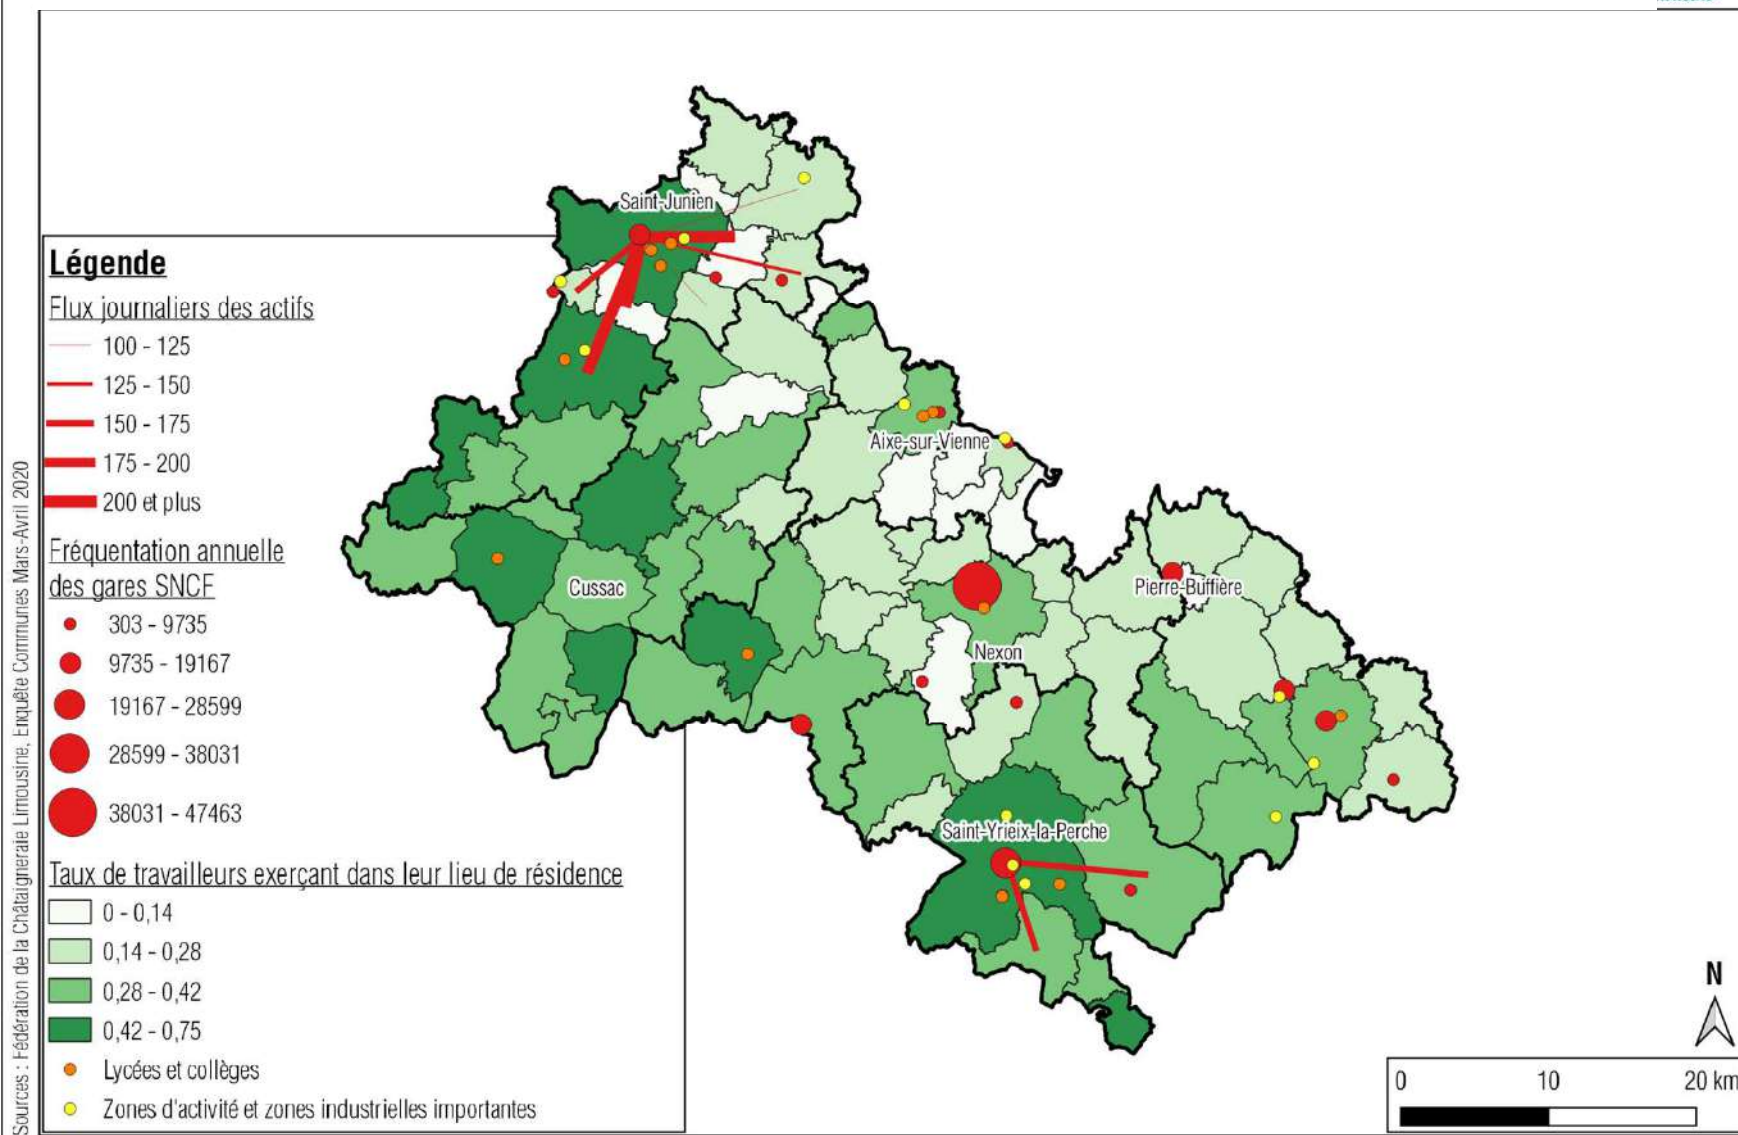 Saint-Junien
Légende
Flux journaliers des actifs
100 - 125
125 - 150
150 - 175
175 - 200
200 et plus
Fréquentation annuelle
des gares SNCF
303 - 9735
9735 - 19167
19167 - 28599
28599 - 38031
38031 - 47463
Taux de travailleurs exerçant dans leur lieu de résidence
0 - 0,14
0,14 - 0,28
0,28 - 0,42
0,42 - 0,75
Lycées et collèges
Zones d'activité et zones industrielles importantes
Aixe-sur-Vienne
Cussac
Pierre-Buffière
Nexon
Saint-Yrieix-la-Perche
N
0 10 20 km
Sources : Fédération de la Châtaigneraie Limousine, Enquête Communes Mars-Avril 2020